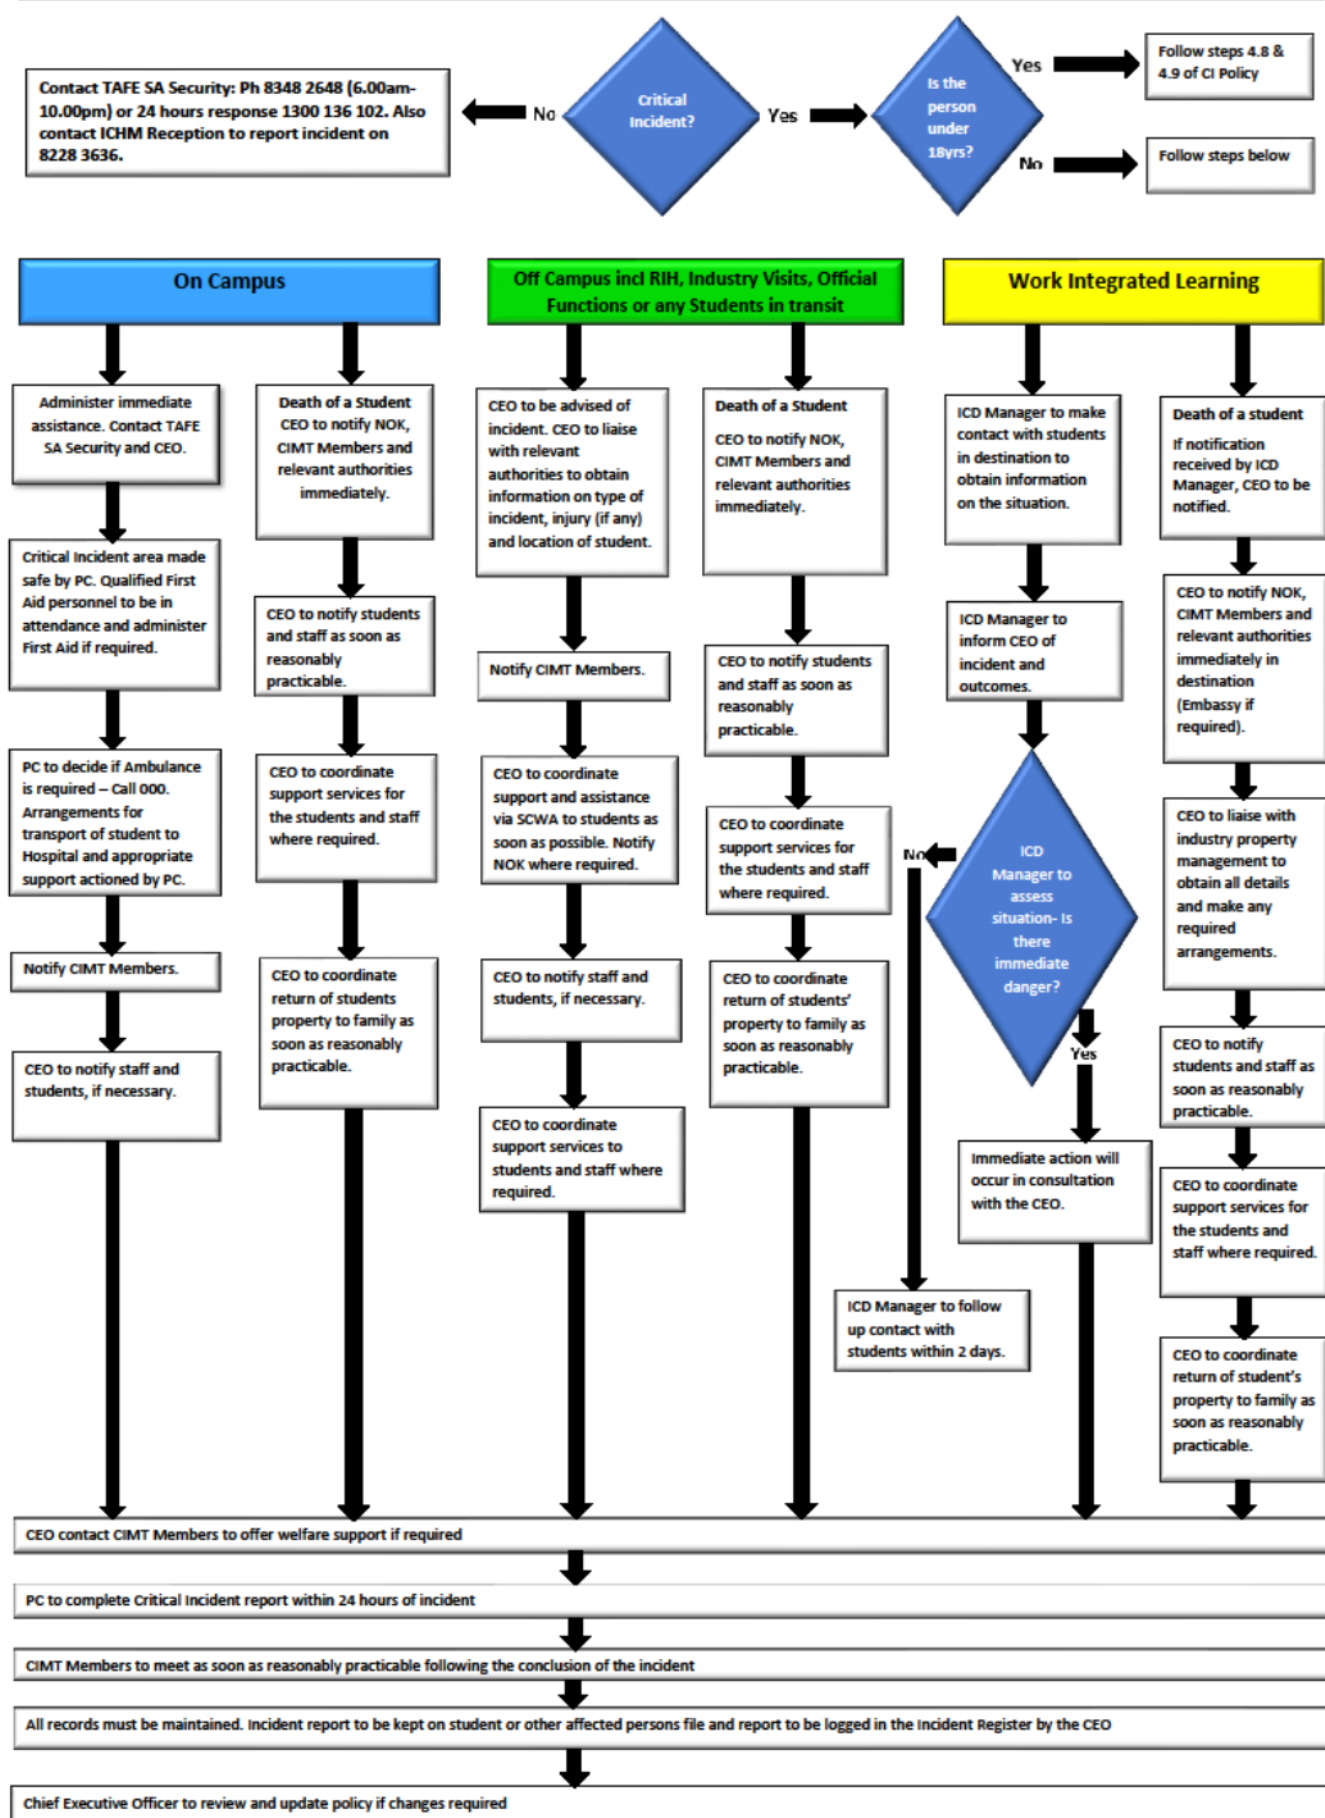 Contact TAFE SA Security: Ph 8348 2648 (6.00am-
10.00pm) or 24 hours response 1300 136 102. Also
contact ICHM Reception to report incident on
8228 3636.
No
Critical
Incident?
Yes
Is the
person
under
18yrs?
Yes
Follow steps 4.8 &
4.9 of CI Policy
No
Follow steps below
On Campus
Administer immediate
assistance. Contact TAFE
SA Security and CEO.
Critical Incident area made
safe by PC. Qualified First
Aid personnel to be in
attendance and administer
First Aid if required.
PC to decide if Ambulance
is required – Call 000.
Arrangements for
transport of student to
Hospital and appropriate
support actioned by PC.
Notify CIMT Members.
CEO to notify staff and
students, if necessary.
Death of a Student
CEO to notify NOK,
CIMT Members and
relevant authorities
immediately.
CEO to notify students
and staff as soon as
reasonably
practicable.
CEO to coordinate
support services for
the students and staff
where required.
CEO to coordinate
return of students
property to family as
soon as reasonably
practicable.
Off Campus incl RIH, Industry Visits, Official
Functions or any Students in transit
CEO to be advised of
incident. CEO to liaise
with relevant
authorities to obtain
information on type of
incident, injury (if any)
and location of student.
Notify CIMT Members.
CEO to coordinate
support and assistance
via SCWA to students as
soon as possible. Notify
NOK where required.
CEO to notify staff and
students, if necessary.
CEO to coordinate
support services to
students and staff where
required.
Death of a Student
CEO to notify NOK,
CIMT Members and
relevant authorities
immediately.
CEO to notify students
and staff as soon as
reasonably
practicable.
CEO to coordinate
support services for
the students and staff
where required.
CEO to coordinate
return of students'
property to family as
soon as reasonably
practicable.
Work Integrated Learning
ICD Manager to make
contact with students
in destination to
obtain information
on the situation.
ICD Manager to
inform CEO of
incident and
outcomes.
ICD
Manager to
assess
situation- Is
there
immediate
danger?
No
Yes
Immediate action will
occur in consultation
with the CEO.
ICD Manager to follow
up contact with
students within 2 days.
Death of a student
If notification
received by ICD
Manager, CEO to be
notified.
CEO to notify NOK,
CIMT Members and
relevant authorities
immediately in
destination
(Embassy if
required).
CEO to liaise with
industry property
management to
obtain all details
and make any
required
arrangements.
CEO to notify
students and staff as
soon as reasonably
practicable.
CEO to coordinate
support services for
the students and
staff where required.
CEO to coordinate
return of student's
property to family as
soon as reasonably
practicable.
CEO contact CIMT Members to offer welfare support if required
PC to complete Critical Incident report within 24 hours of incident
CIMT Members to meet as soon as reasonably practicable following the conclusion of the incident
All records must be maintained. Incident report to be kept on student or other affected persons file and report to be logged in the Incident Register by the CEO
Chief Executive Officer to review and update policy if changes required